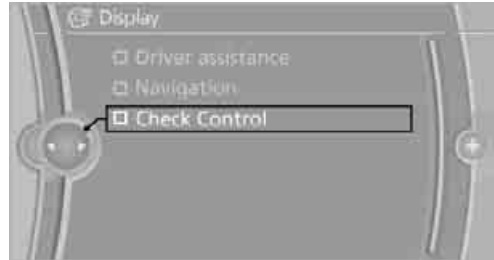 Display
Driver assistance
Navigation
Check Control